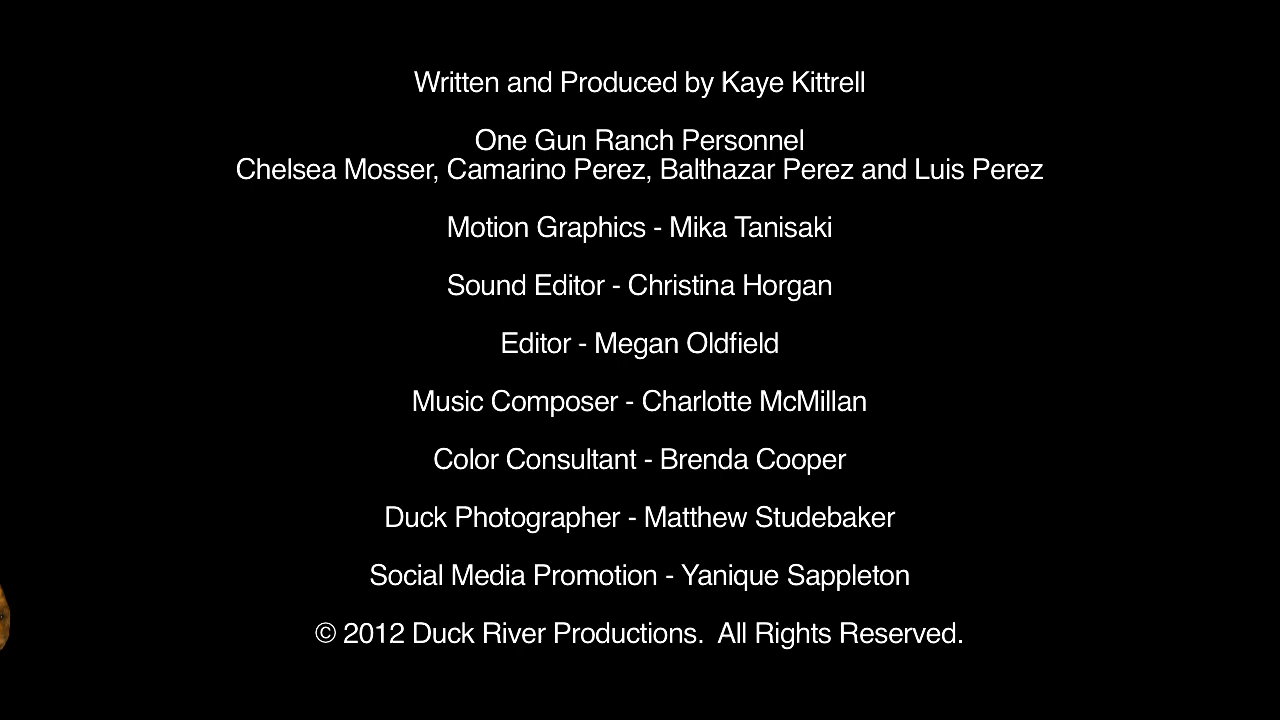 Written and Produced by Kaye Kittrell
One Gun Ranch Personnel
Chelsea Mosser, Camarino Perez, Balthazar Perez and Luis Perez
Motion Graphics - Mika Tanisaki
Sound Editor - Christina Horgan
Editor - Megan Oldfield
Music Composer - Charlotte McMillan
Color Consultant - Brenda Cooper
Duck Photographer - Matthew Studebaker
Social Media Promotion - Yanique Sappleton
© 2012 Duck River Productions.  All Rights Reserved.